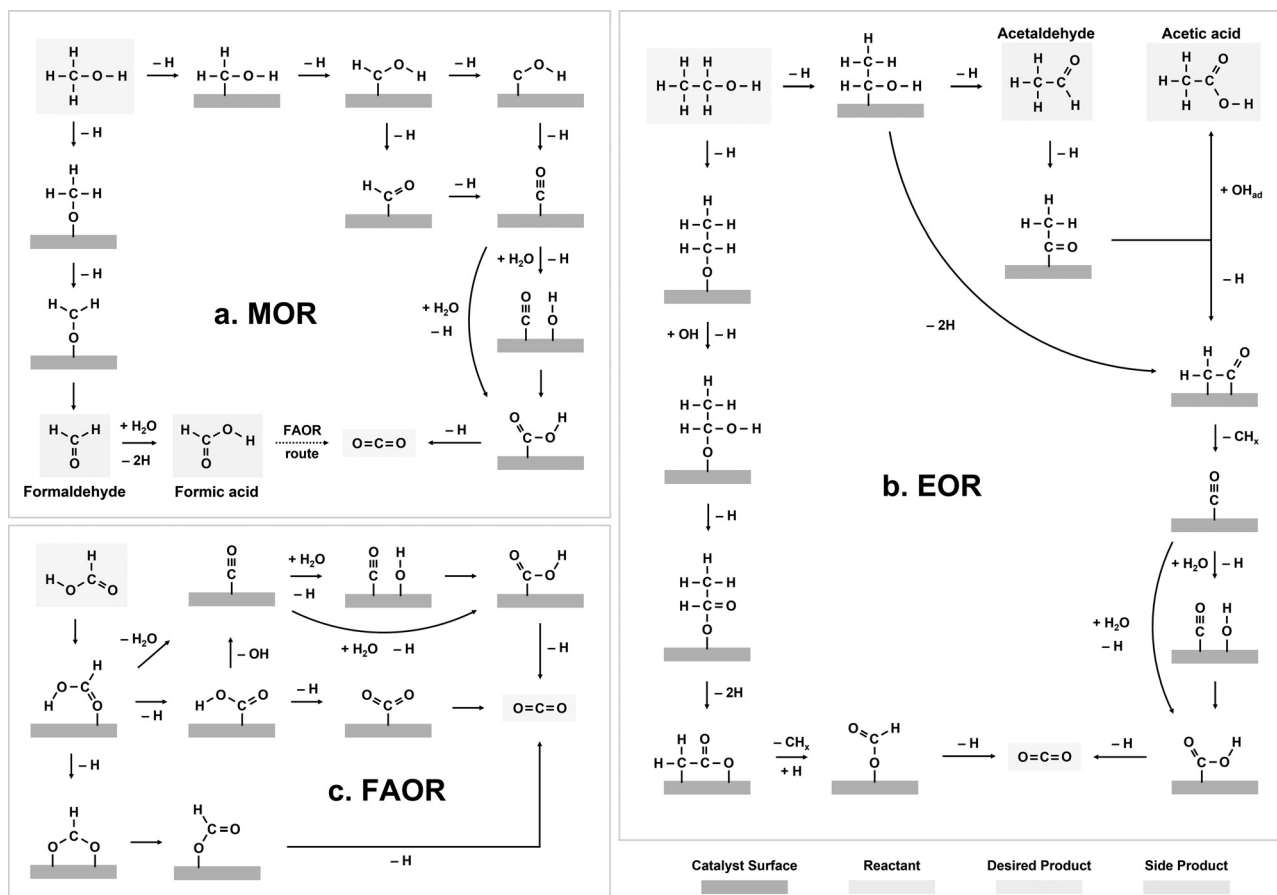 a. MOR
H
H–C–O–H
H
– H
H
H–C–O–H
– H
H
C
O
H
– H
C
O
H
– H
– H
– H
H
H–C–H
O
H
C
O
– H
O
C
– H
+ H₂O
– H
+ H₂O
– H
H
H
C
O
O
C
H
O
H
H
C
O
+ H₂O
– 2H
H
O
H
C
O
FAOR
route
O=C=O
– H
O
H
C
O
Formaldehyde
Formic acid
b. EOR
H H
H–C–C–O–H
H H
– H
H
H–C–H
H–C–O–H
– H
Acetaldehyde
H
O
H–C–C
H
H
Acetic acid
H
O
H–C–C
H
O–H
– H
– H
H
H–C–H
H–C–H
O
H
H–C–H
C=O
+ OH_ad
– H
– 2H
+ OH
– H
H
H–C–H
H–C–O–H
O
H
O
H–C
C
– CHₓ
O
C
– H
+ H₂O
– H
+ H₂O
– H
H
H–C–H
H–C=O
O
O
C
H
O
– 2H
H
O
H–C–C–O
– CHₓ
+ H
O
H
C
O
– H
O=C=O
– H
O
H
C
O
c. FAOR
H
H
O
C
O
O
C
+ H₂O
– H
O
C
H
O
O
H
C
O
– H₂O
– OH
+ H₂O
– H
– H
H
HO
C
H
O
– H
H
O
O
C
– H
O
O
C
O=C=O
– H
H
C
O
O
H
C=O
O
– H
Catalyst Surface
Reactant
Desired Product
Side Product